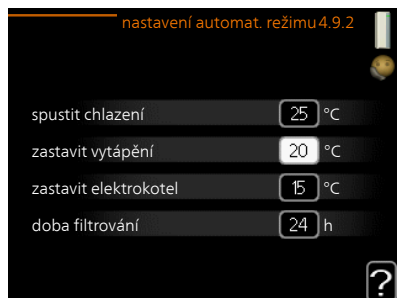 nastavení automat. režimu 4.9.2
spustit chlazení 25 °C
zastavit vytápění 20 °C
zastavit elektrokotel 15 °C
doba filtrování 24 h
?